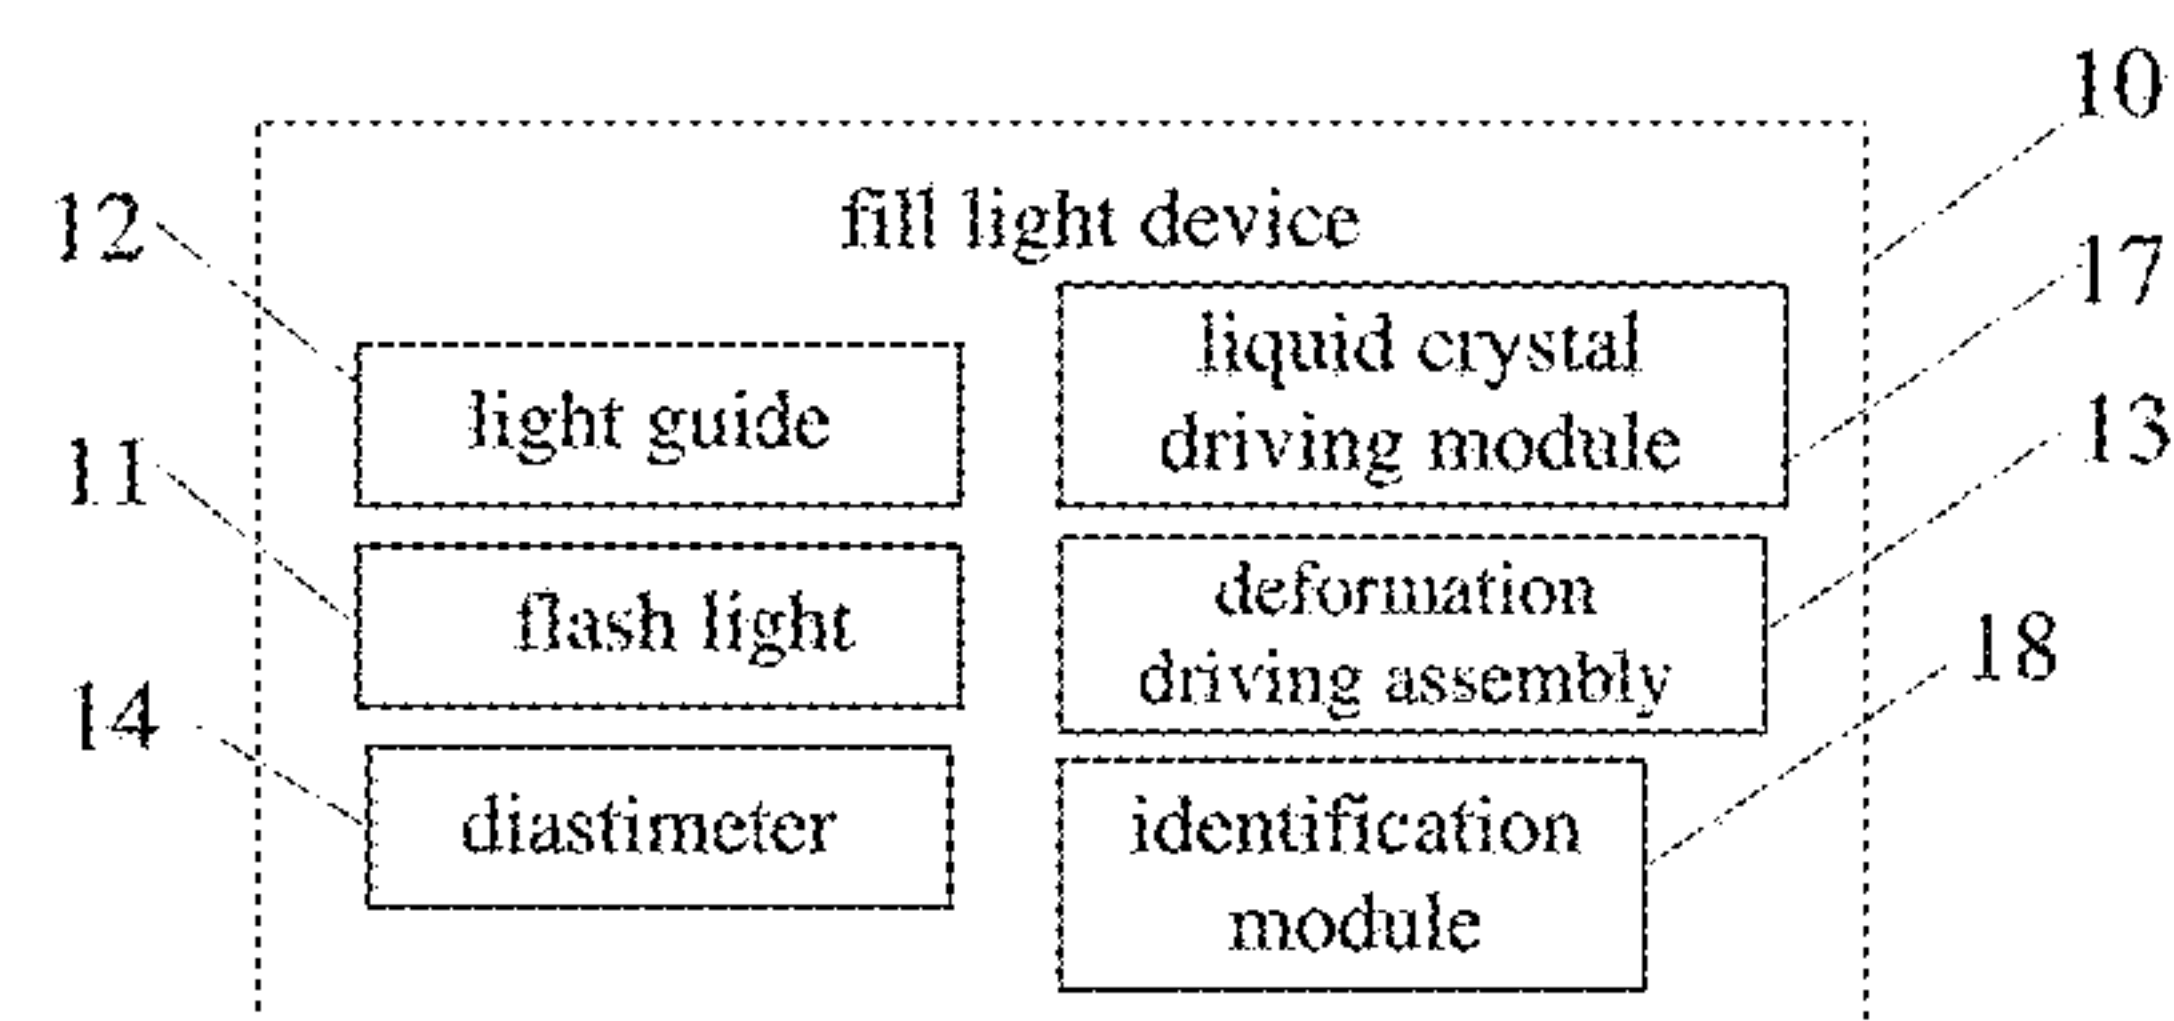 10
fill light device
12
17
liquid crystal
driving module
light guide
13
11
deformation
driving assembly
flash light
18
14
diastimeter
identification
module